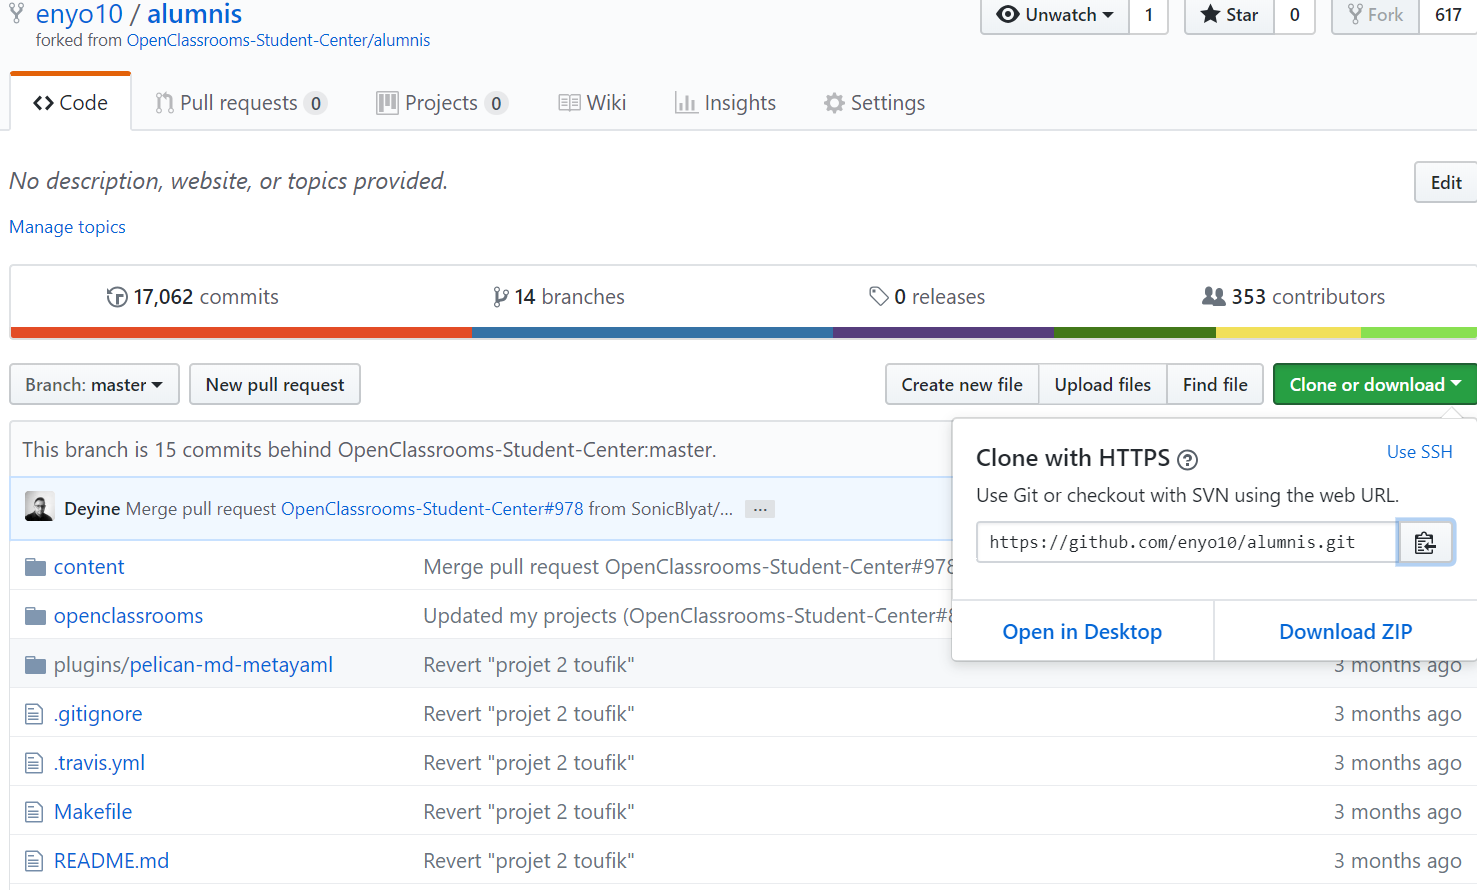 enyo10 / alumnis
Unwatch 1 Star 0 Fork 617
forked from OpenClassrooms-Student-Center/alumnis
Code Pull requests 0 Projects 0 Wiki Insights Settings
No description, website, or topics provided.
Edit
Manage topics
17,062 commits 14 branches 0 releases 353 contributors
Branch: master New pull request Create new file Upload files Find file Clone or download
This branch is 15 commits behind OpenClassrooms-Student-Center:master.
Clone with HTTPS ? Use SSH
Use Git or checkout with SVN using the web URL.
https://github.com/enyo10/alumnis.git
Open in Desktop Download ZIP
Deyine Merge pull request OpenClassrooms-Student-Center#978 from SonicBlyat/... ...
content Merge pull request OpenClassrooms-Student-Center#978
openclassrooms Updated my projects (OpenClassrooms-Student-Center#
plugins/pelican-md-metayaml Revert "projet 2 toufik" 3 months ago
.gitignore Revert "projet 2 toufik" 3 months ago
.travis.yml Revert "projet 2 toufik" 3 months ago
Makefile Revert "projet 2 toufik" 3 months ago
README.md Revert "projet 2 toufik" 3 months ago